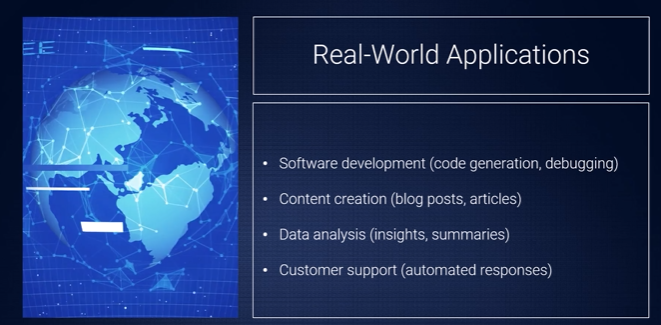 Real-World Applications
• Software development (code generation, debugging)
• Content creation (blog posts, articles)
• Data analysis (insights, summaries)
• Customer support (automated responses)